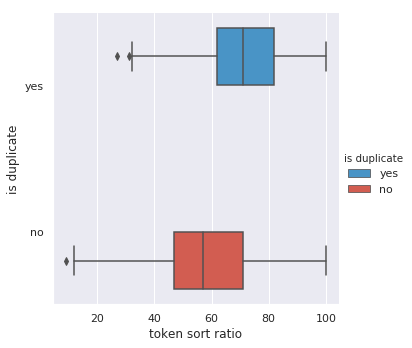 is duplicate
yes
no
20 40 60 80 100
token sort ratio
is duplicate
yes
no